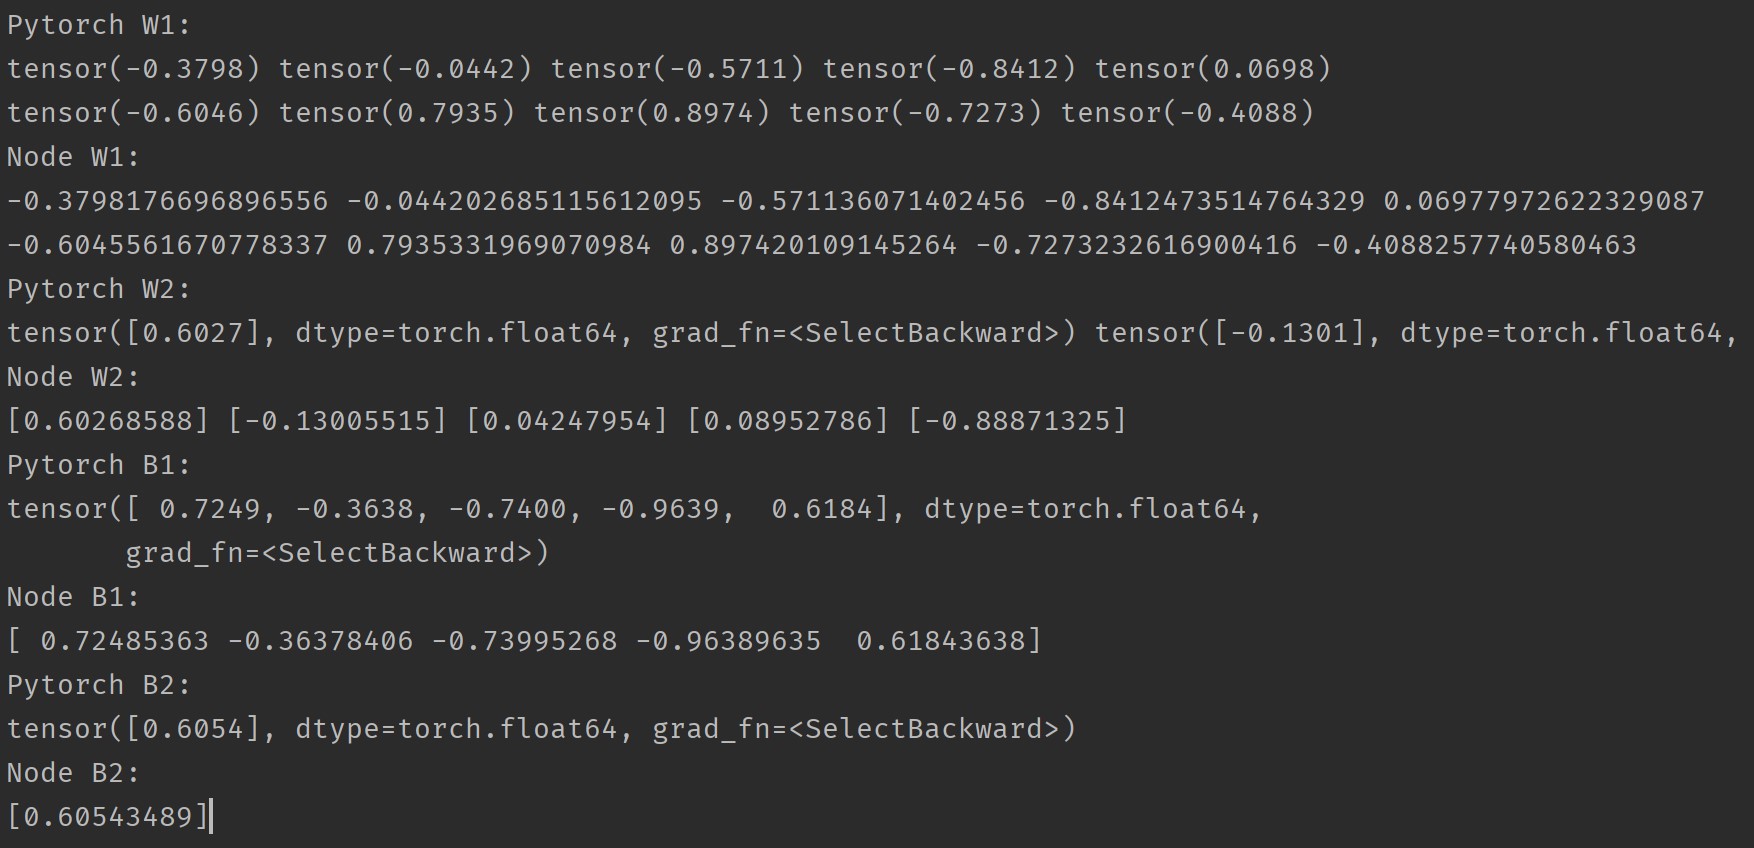 Pytorch W1:
tensor(-0.3798) tensor(-0.0442) tensor(-0.5711) tensor(-0.8412) tensor(0.0698)
tensor(-0.6046) tensor(0.7935) tensor(0.8974) tensor(-0.7273) tensor(-0.4088)
Node W1:
-0.3798176696896556 -0.044202685115612095 -0.571136071402456 -0.8412473514764329 0.06977972622329087
-0.6045561670778337 0.7935331969070984 0.897420109145264 -0.7273232616900416 -0.4088257740580463
Pytorch W2:
tensor([0.6027], dtype=torch.float64, grad_fn=<SelectBackward>) tensor([-0.1301], dtype=torch.float64,
Node W2:
[0.60268588] [-0.13005515] [0.04247954] [0.08952786] [-0.88871325]
Pytorch B1:
tensor([ 0.7249, -0.3638, -0.7400, -0.9639,  0.6184], dtype=torch.float64,
       grad_fn=<SelectBackward>)
Node B1:
[ 0.72485363 -0.36378406 -0.73995268 -0.96389635  0.61843638]
Pytorch B2:
tensor([0.6054], dtype=torch.float64, grad_fn=<SelectBackward>)
Node B2:
[0.60543489]